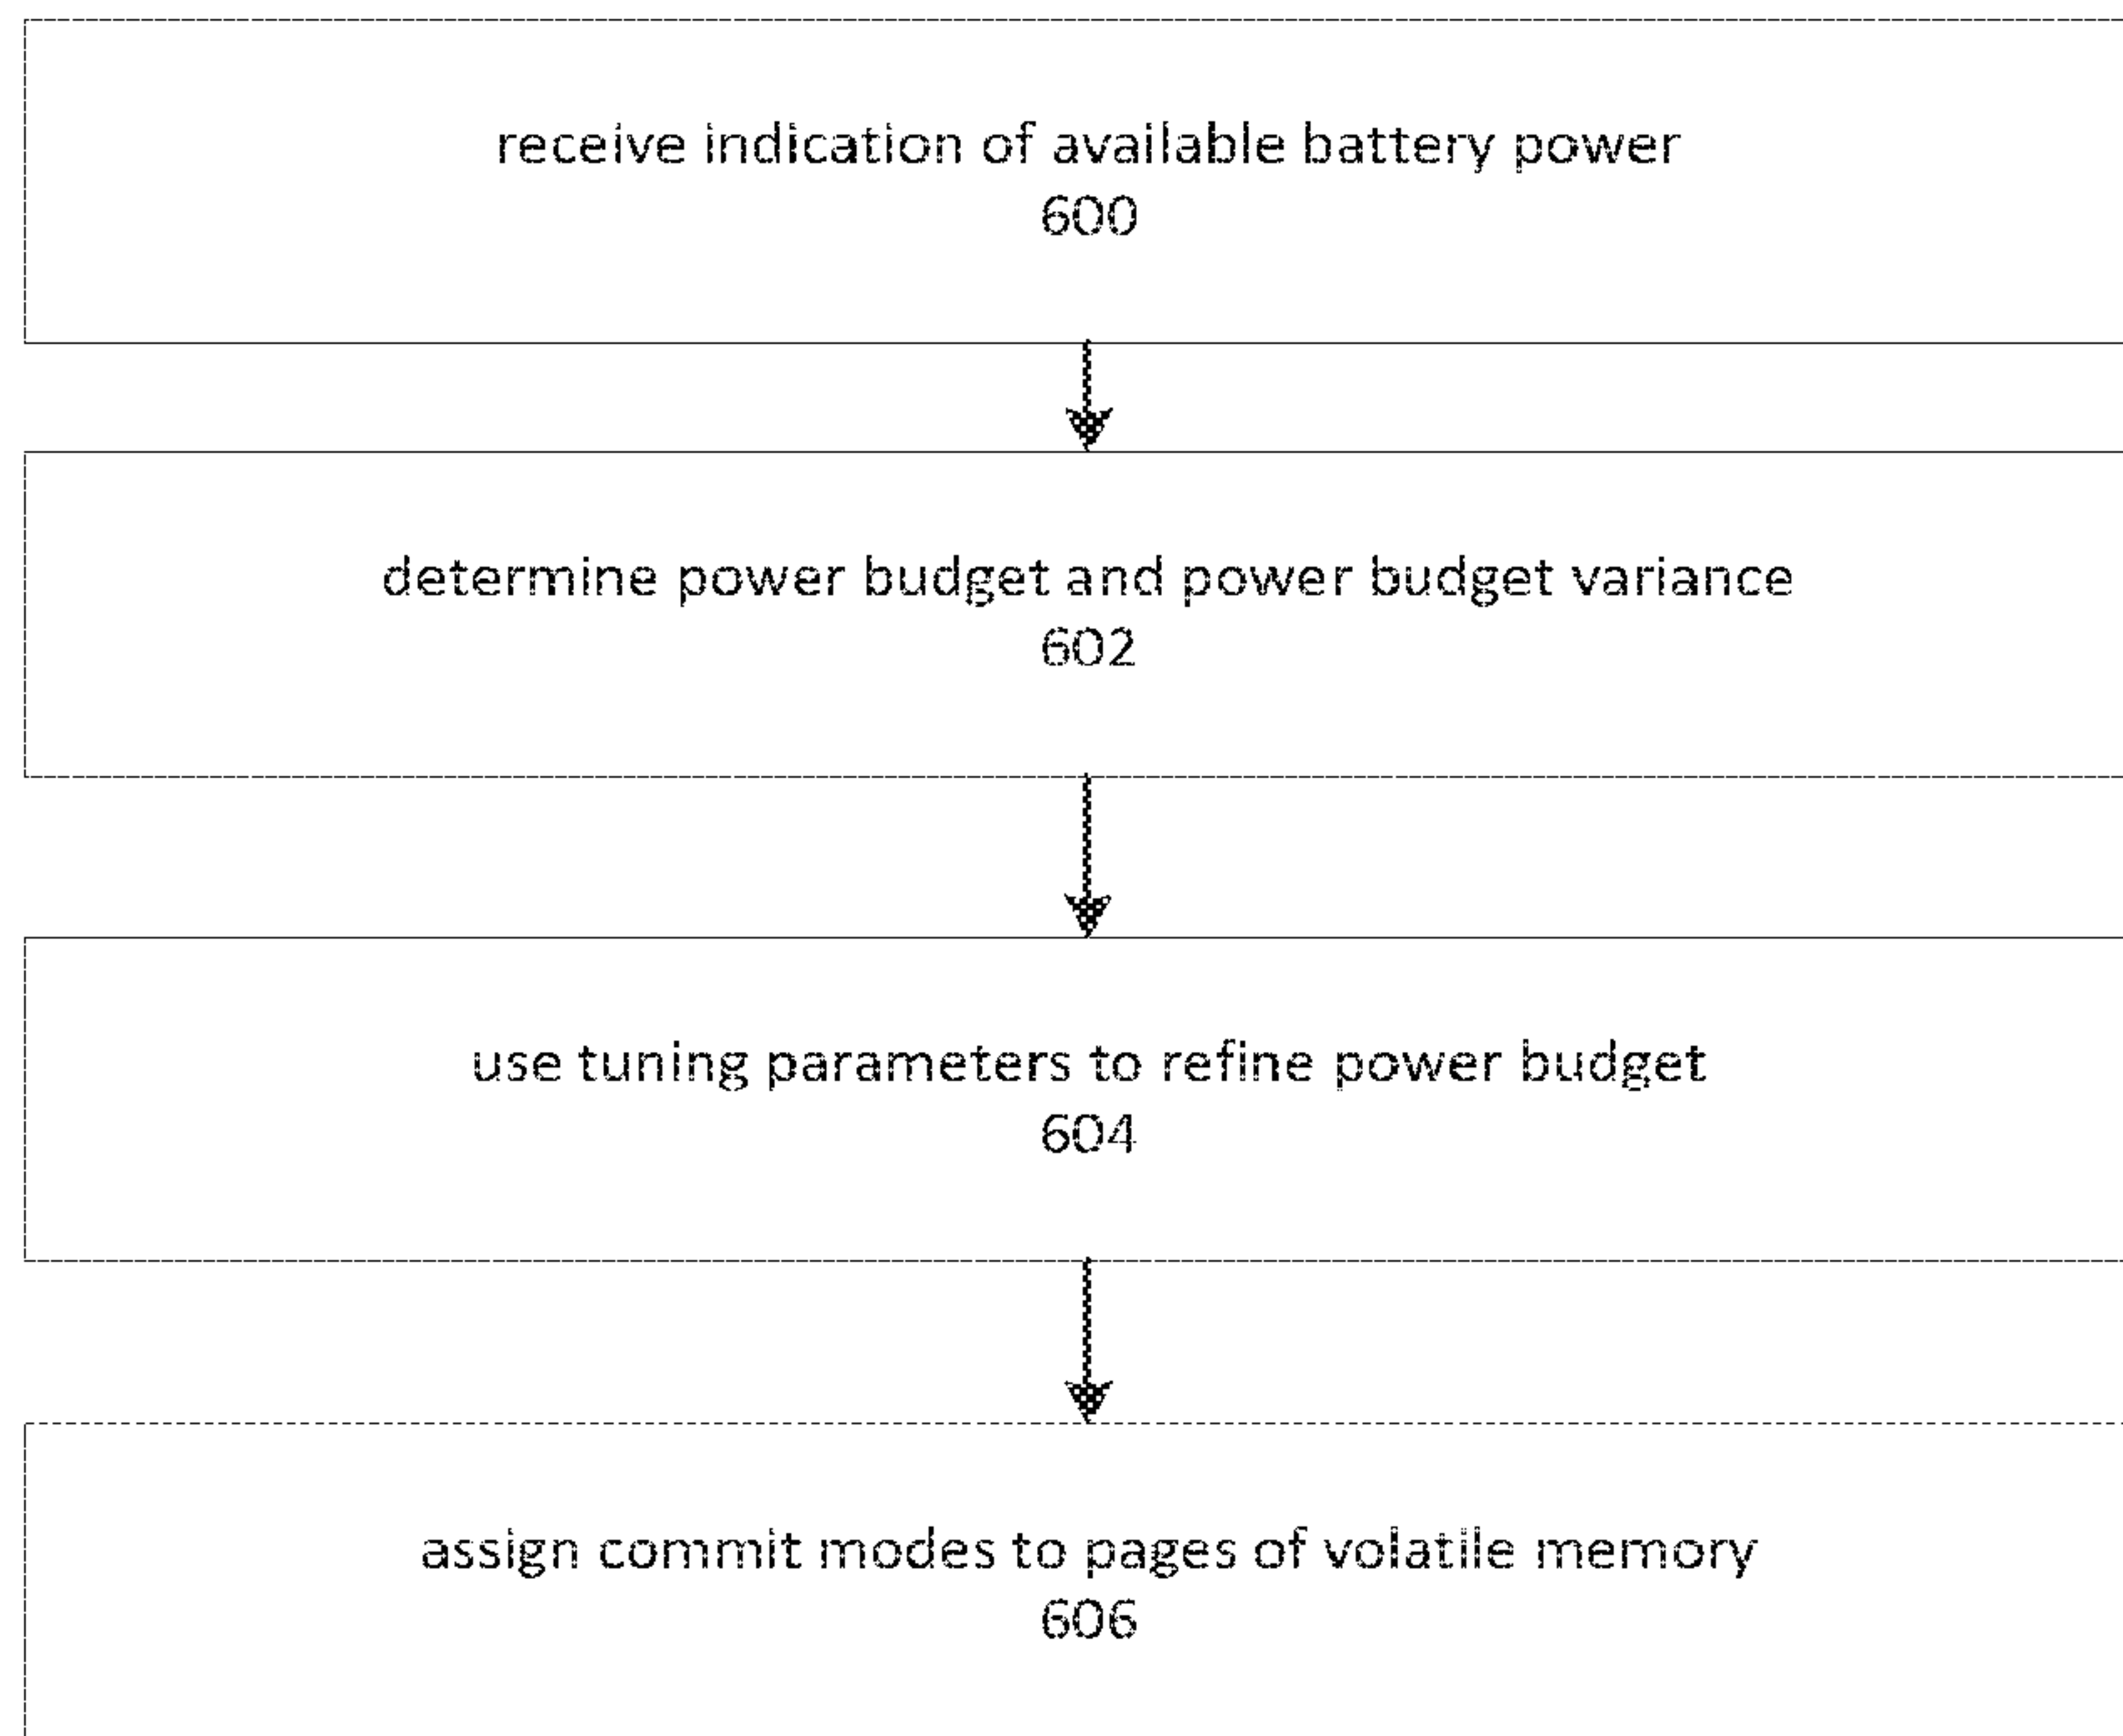 receive indication of available battery power
600
determine power budget and power budget variance
602
use tuning parameters to refine power budget
604
assign commit modes to pages of volatile memory
606